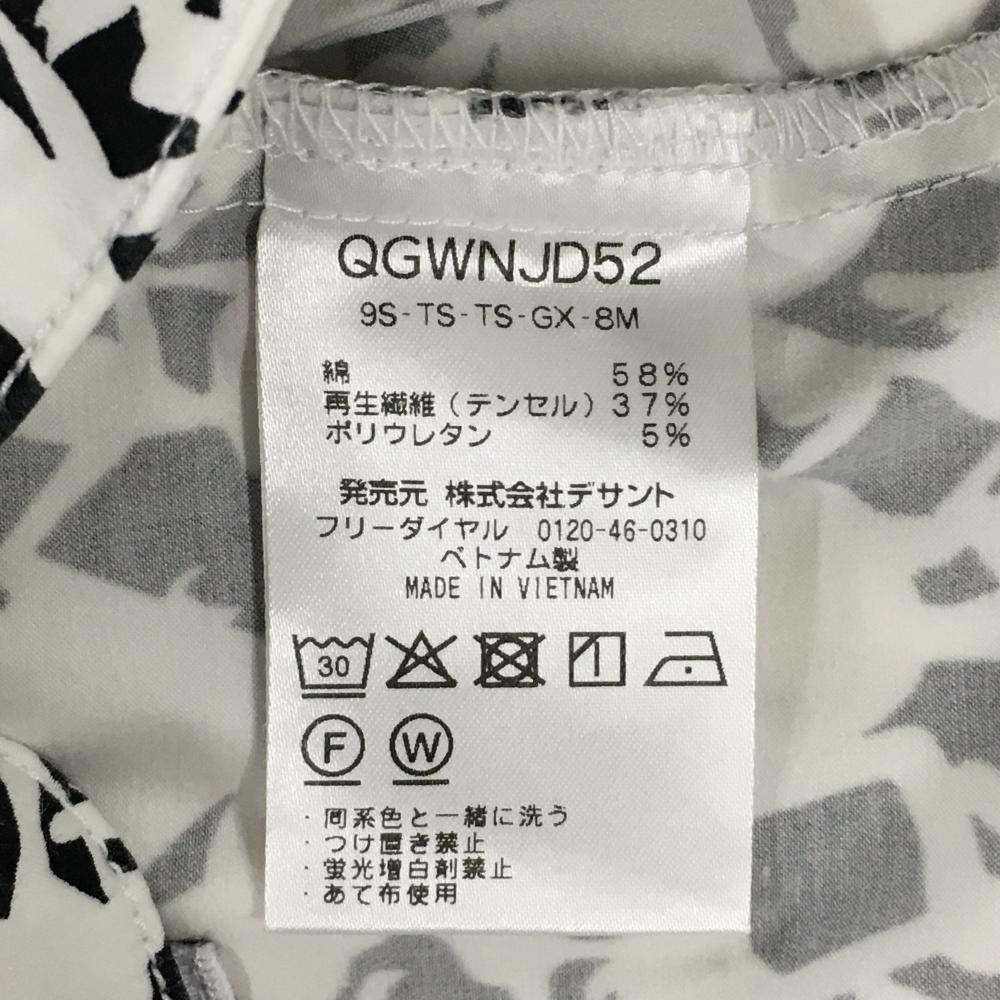 QGWNJD52
9S-TS-TS-GX-8M
綿 58%
再生繊維(テンセル) 37%
ポリウレタン 5%
発売元 株式会社デサント
フリーダイヤル 0120-46-0310
ベトナム製
MADE IN VIETNAM
30
F W
・同系色と一緒に洗う
・つけ置き禁止
・蛍光増白剤禁止
・あて布使用